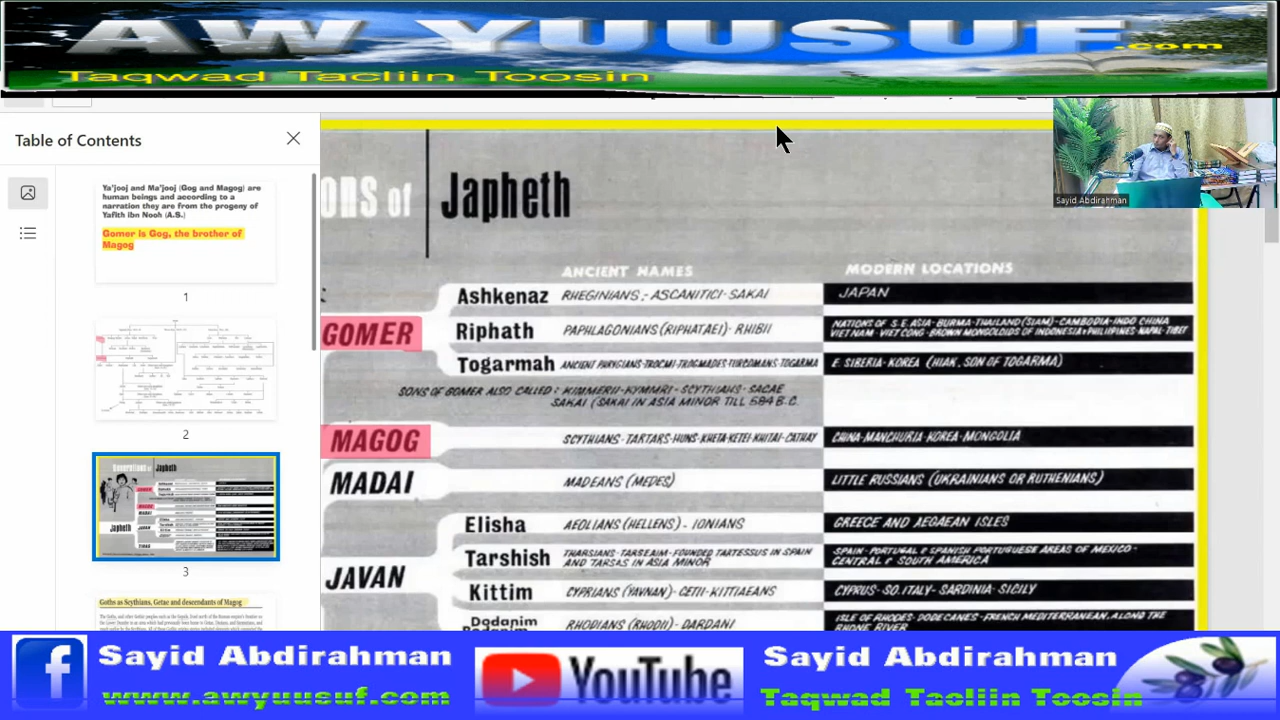 AW YUUSUF.com
Taqwad Tacliin Toosin
Table of Contents
Ya'jooj and Ma'jooj (Gog and Magog) are
human beings and according to a
narration they are from the progeny of
Yafith ibn Nooh (A.S.)
Gomer is Gog, the brother of
Magog
1
2
3
Goths as Scythians, Getae and descendants of Magog
Sayid Abdirahman
ons of Japheth
ANCIENT NAMES
MODERN LOCATIONS
GOMER
Ashkenaz RHEGINIANS - ASCANITICI - SAKAI JAPAN
Riphath PAPHLAGONIANS (RIPHATAEI) - RHIBII
NATIONS OF S.E. ASIA - BURMA - THAILAND (SIAM) - CAMBODIA - INDO CHINA
VIET NAM - VIET CONG - BROWN MONGOLOIDS OF INDONESIA + PHILIPPINES - NAPAL - TIBET
Togarmah ANCIENT PHRYGIANS - TROCMI - TROGMADES - TURCOMANS - TOGARMA E. SIBERIA - KOREA (HIAK, SON OF TOGARMA)
SONS OF GOMER ALSO CALLED: KIMMERII - KYMMRI - SCYTHIANS - SACAE
SAKAI (SAKAI IN ASIA MINOR TILL 584 B.C.
MAGOG SCYTHIANS - TARTARS - HUNS - KHETA - KETEI - KHITAI - CATHAY CHINA - MANCHURIA - KOREA - MONGOLIA
MADAI MADEANS (MEDES) LITTLE RUSSIANS (UKRAINIANS OR RUTHENIANS)
JAVAN
Elisha AEOLIANS (HELLENS) - IONIANS GREECE AND AEGAEAN ISLES
Tarshish THARSIANS - TARSEAIM - FOUNDED TARTESSUS IN SPAIN
AND TARSAS IN ASIA MINOR
SPAIN - PORTUGAL & SPANISH PORTUGUESE AREAS OF MEXICO -
CENTRAL & SOUTH AMERICA
Kittim CYPRIANS (YAVNAN) - CETII - KITTIAEANS CYPRUS - SO. ITALY - SARDINIA - SICILY
Dodanim RHODIANS (RHODII) - DARDANI
ISLE OF RHODES - DODECANES - FRENCH MEDITERRANEAN, ALONG THE
RHONE RIVER
Sayid Abdirahman
www.awyuusuf.com
YouTube
Sayid Abdirahman
Taqwad Tacliin Toosin